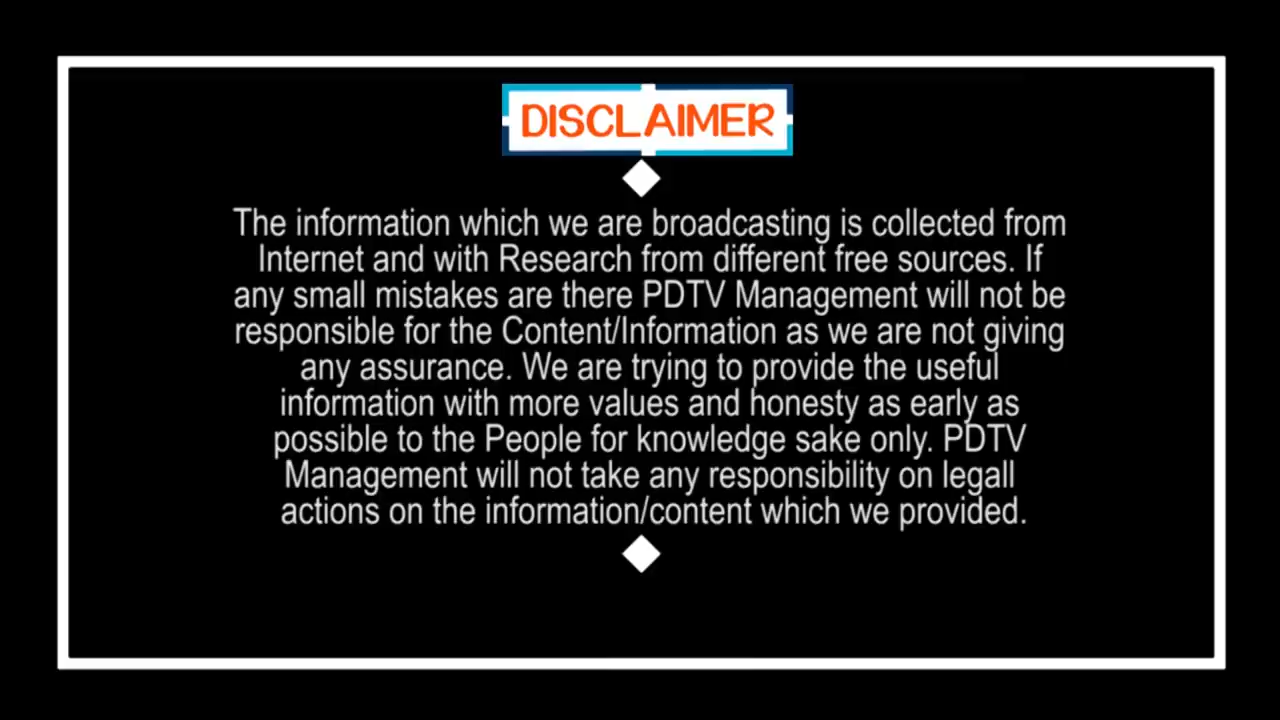 DISCLAIMER
The information which we are broadcasting is collected from
Internet and with Research from different free sources. If
any small mistakes are there PDTV Management will not be
responsible for the Content/Information as we are not giving
any assurance. We are trying to provide the useful
information with more values and honesty as early as
possible to the People for knowledge sake only. PDTV
Management will not take any responsibility on legall
actions on the information/content which we provided.